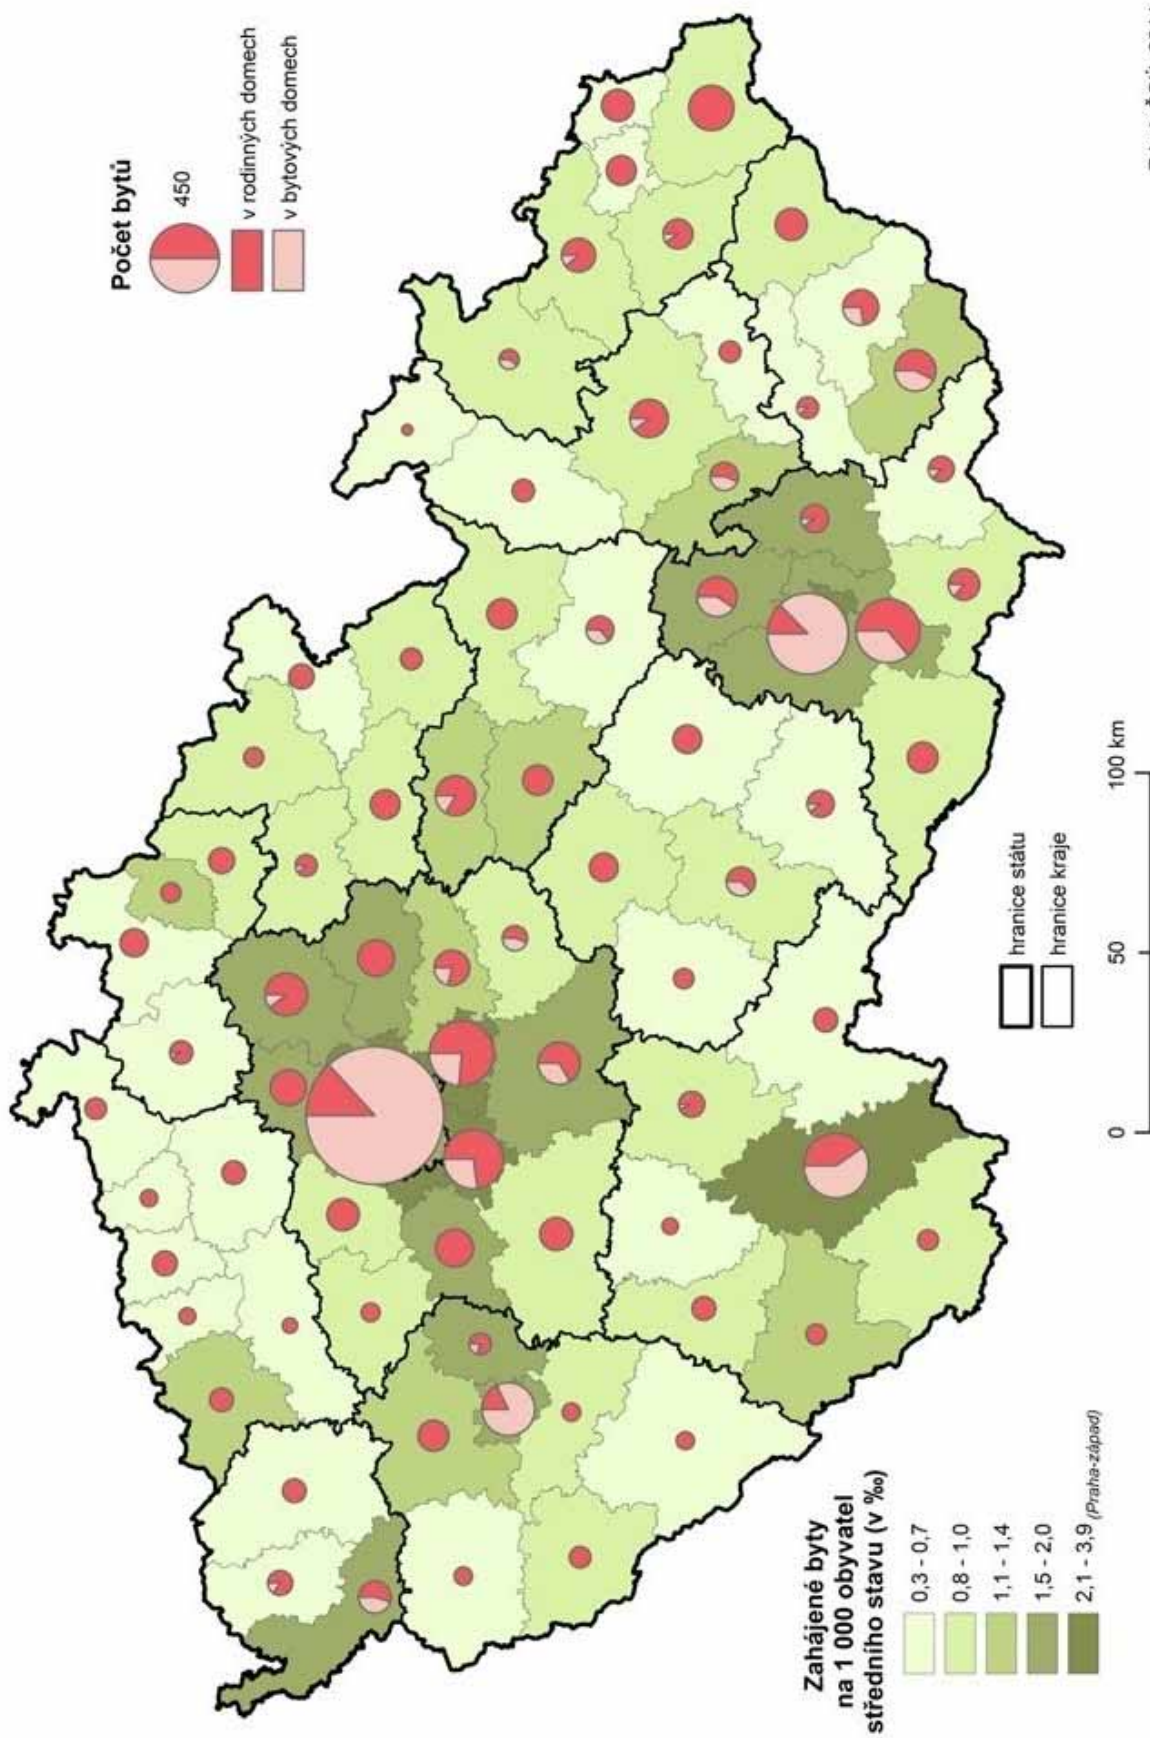 Počet bytů
450
v rodinných domech
v bytových domech
Zahájené byty
na 1 000 obyvatel
středního stavu (v ‰)
0,3 - 0,7
0,8 - 1,0
1,1 - 1,4
1,5 - 2,0
2,1 - 3,9 (Praha-západ)
hranice státu
hranice kraje
0 50 100 km